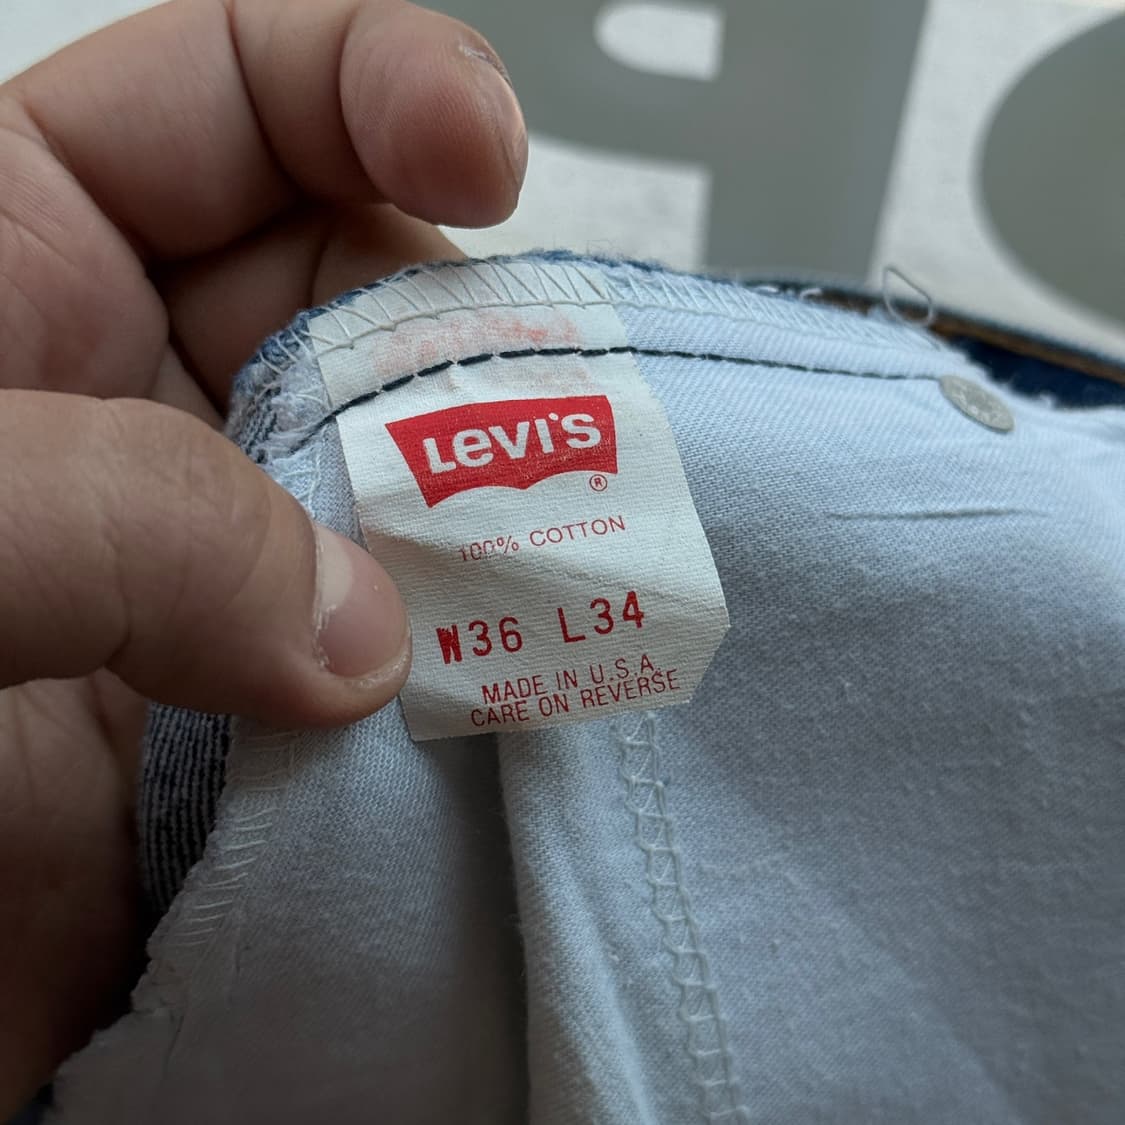 Levi's
®
100% COTTON
W36 L34
MADE IN U.S.A.
CARE ON REVERSE